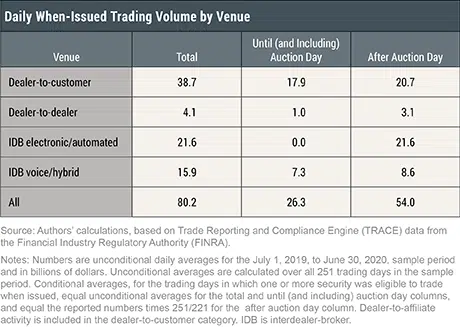 Daily When-Issued Trading Volume by Venue
Venue Total Until (and Including) Auction Day After Auction Day
Dealer-to-customer 38.7 17.9 20.7
Dealer-to-dealer 4.1 1.0 3.1
IDB electronic/automated 21.6 0.0 21.6
IDB voice/hybrid 15.9 7.3 8.6
All 80.2 26.3 54.0
Source: Authors' calculations, based on Trade Reporting and Compliance Engine (TRACE) data from
the Financial Industry Regulatory Authority (FINRA).
Notes: Numbers are unconditional daily averages for the July 1, 2019, to June 30, 2020, sample period
and in billions of dollars. Unconditional averages are calculated over all 251 trading days in the sample
period. Conditional averages, for the trading days in which one or more security was eligible to trade
when issued, equal unconditional averages for the total and until (and including) auction day columns,
and equal the reported numbers times 251/221 for the after auction day column. Dealer-to-affiliate
activity is included in the dealer-to-customer category. IDB is interdealer-broker.